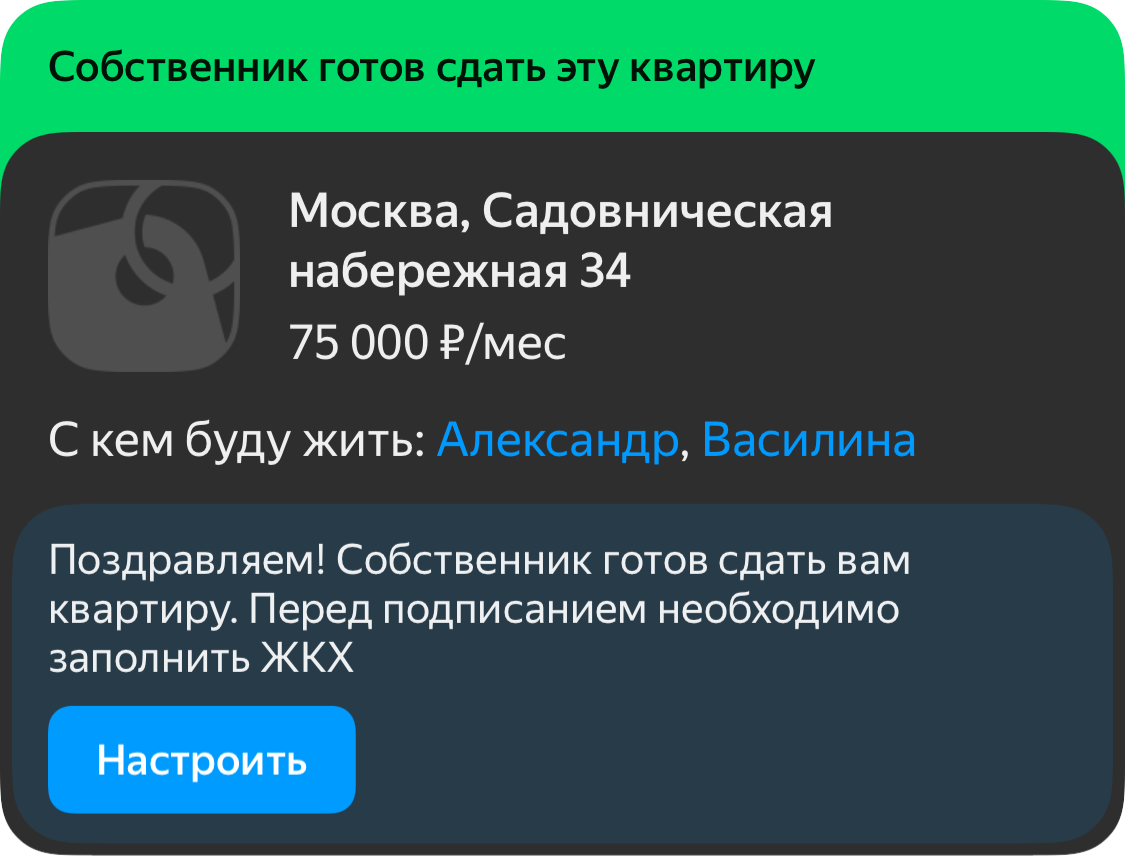 Собственник готов сдать эту квартиру
Москва, Садовническая
набережная 34
75 000 ₽/мес
С кем буду жить: Александр, Василина
Поздравляем! Собственник готов сдать вам
квартиру. Перед подписанием необходимо
заполнить ЖКХ
Настроить